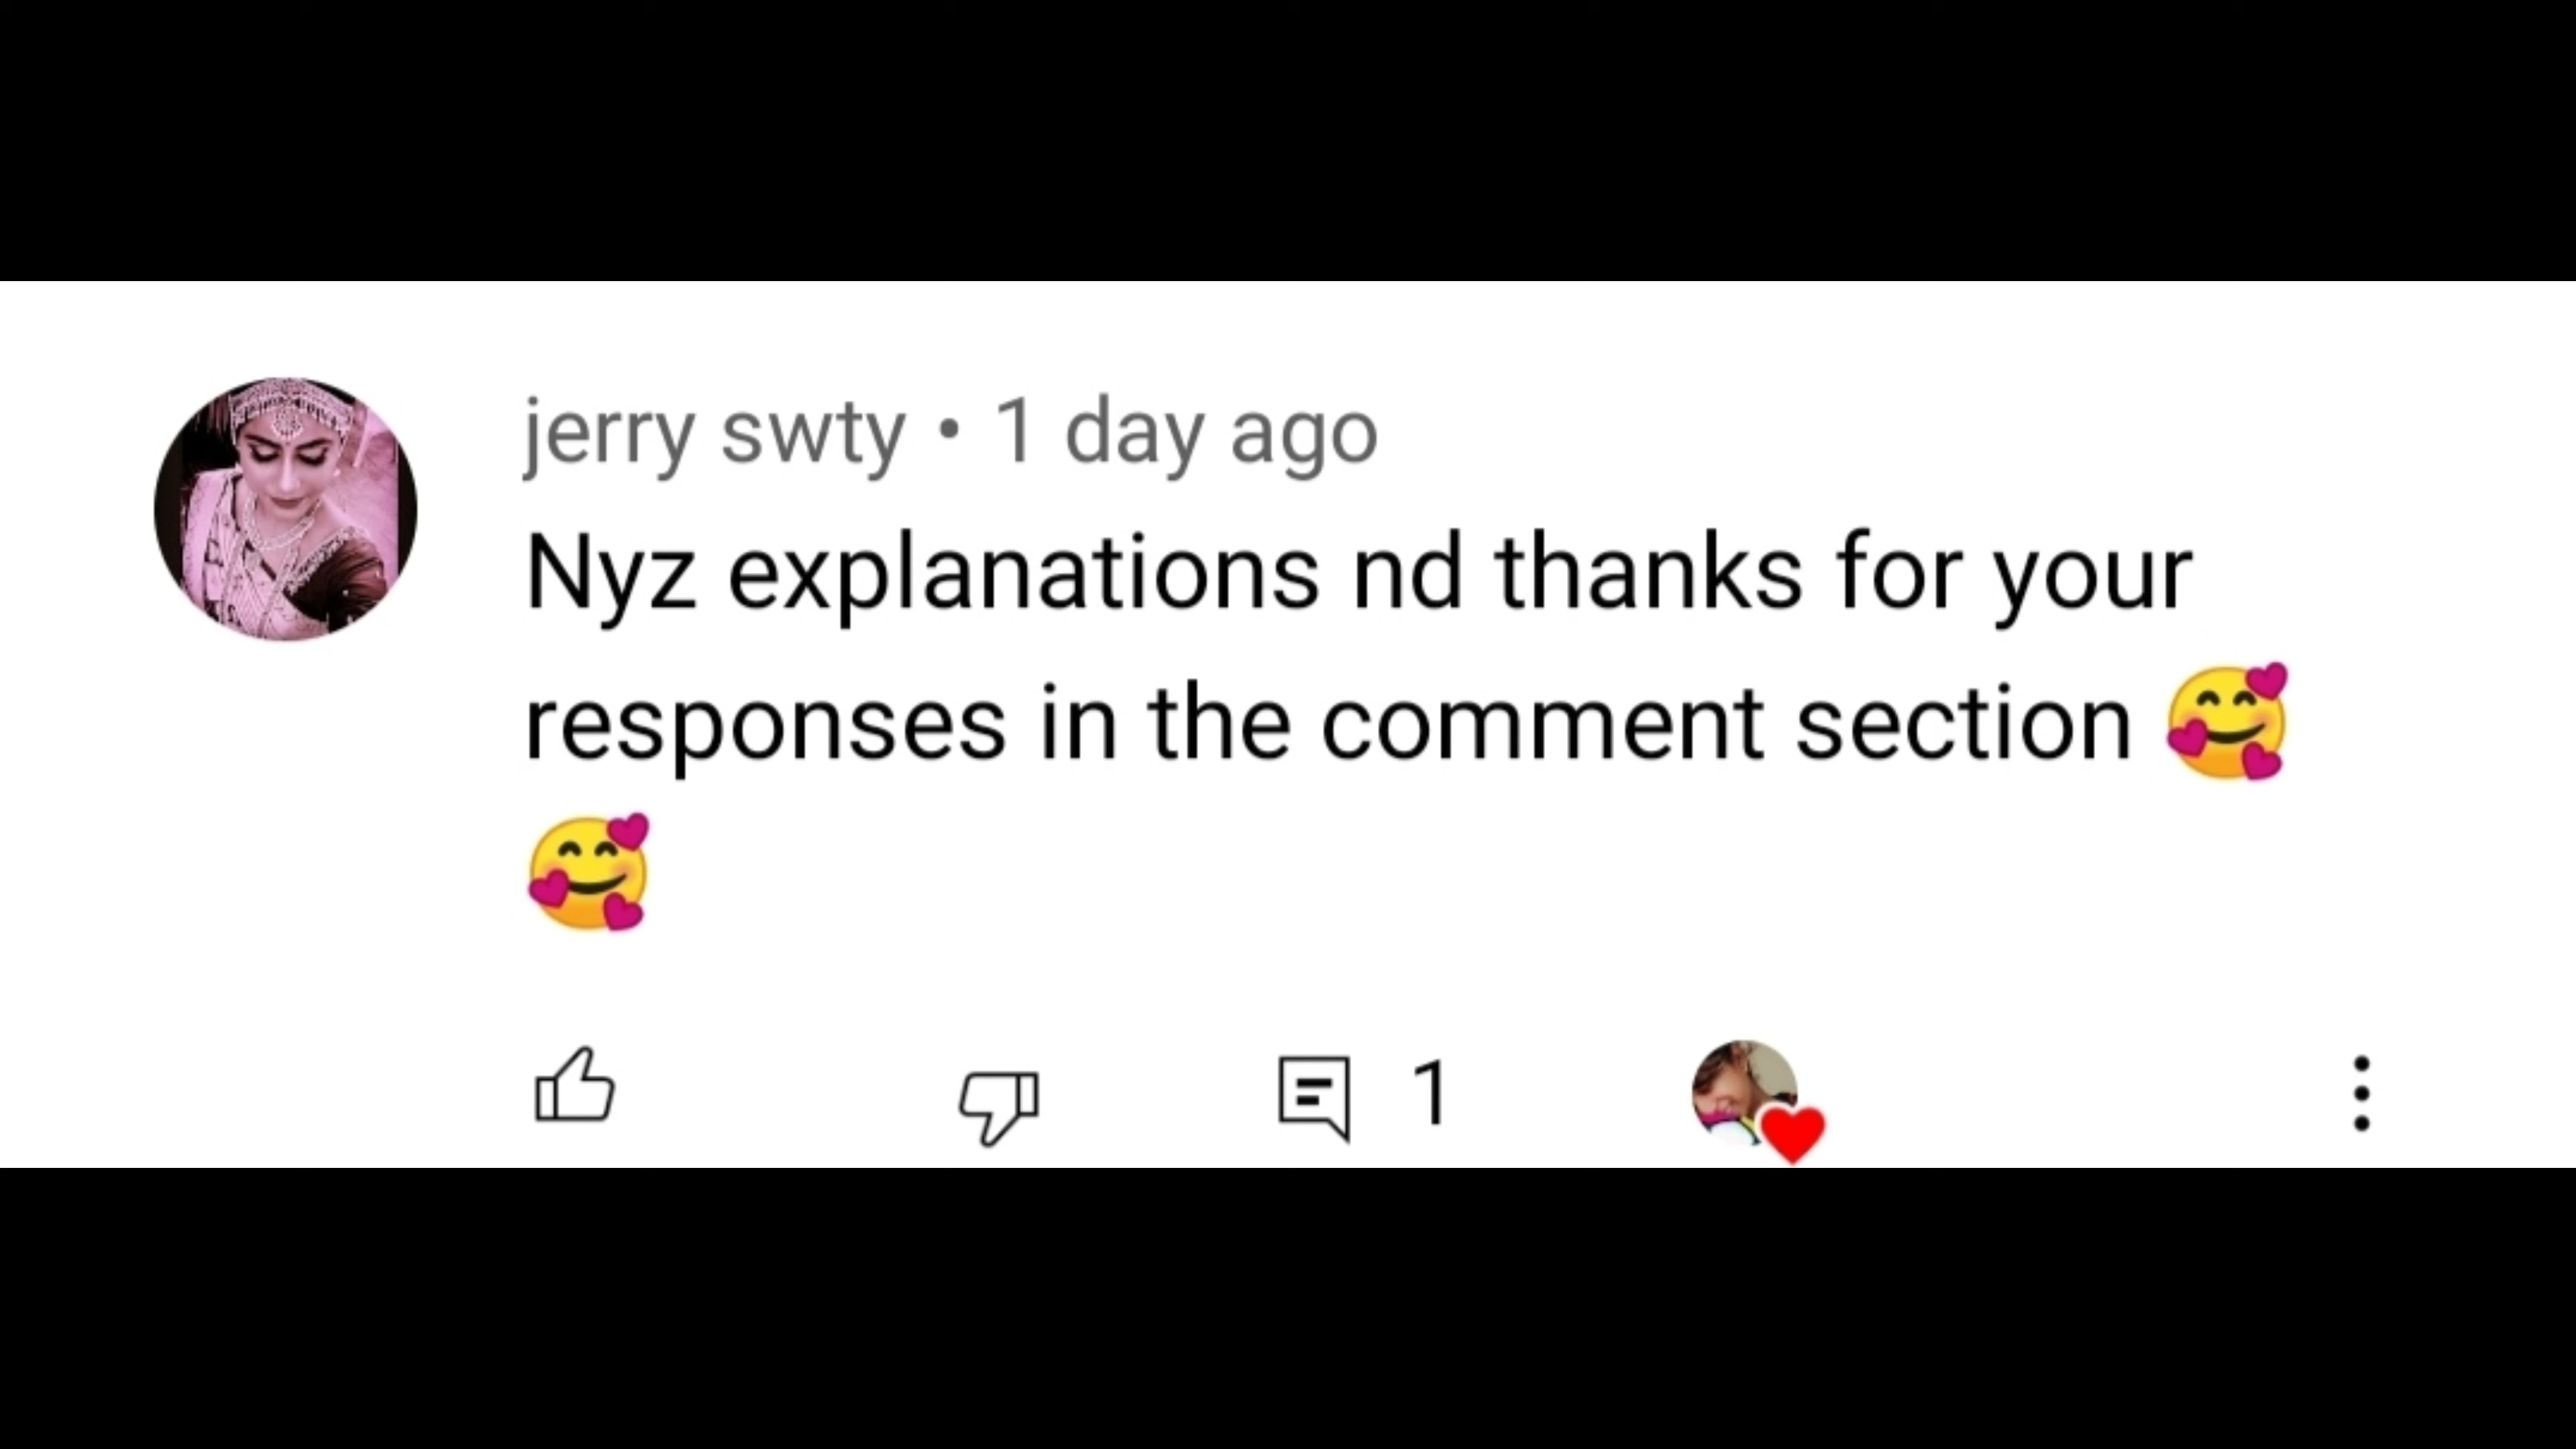 jerry swty • 1 day ago
Nyz explanations nd thanks for your
responses in the comment section 🥰
🥰
1